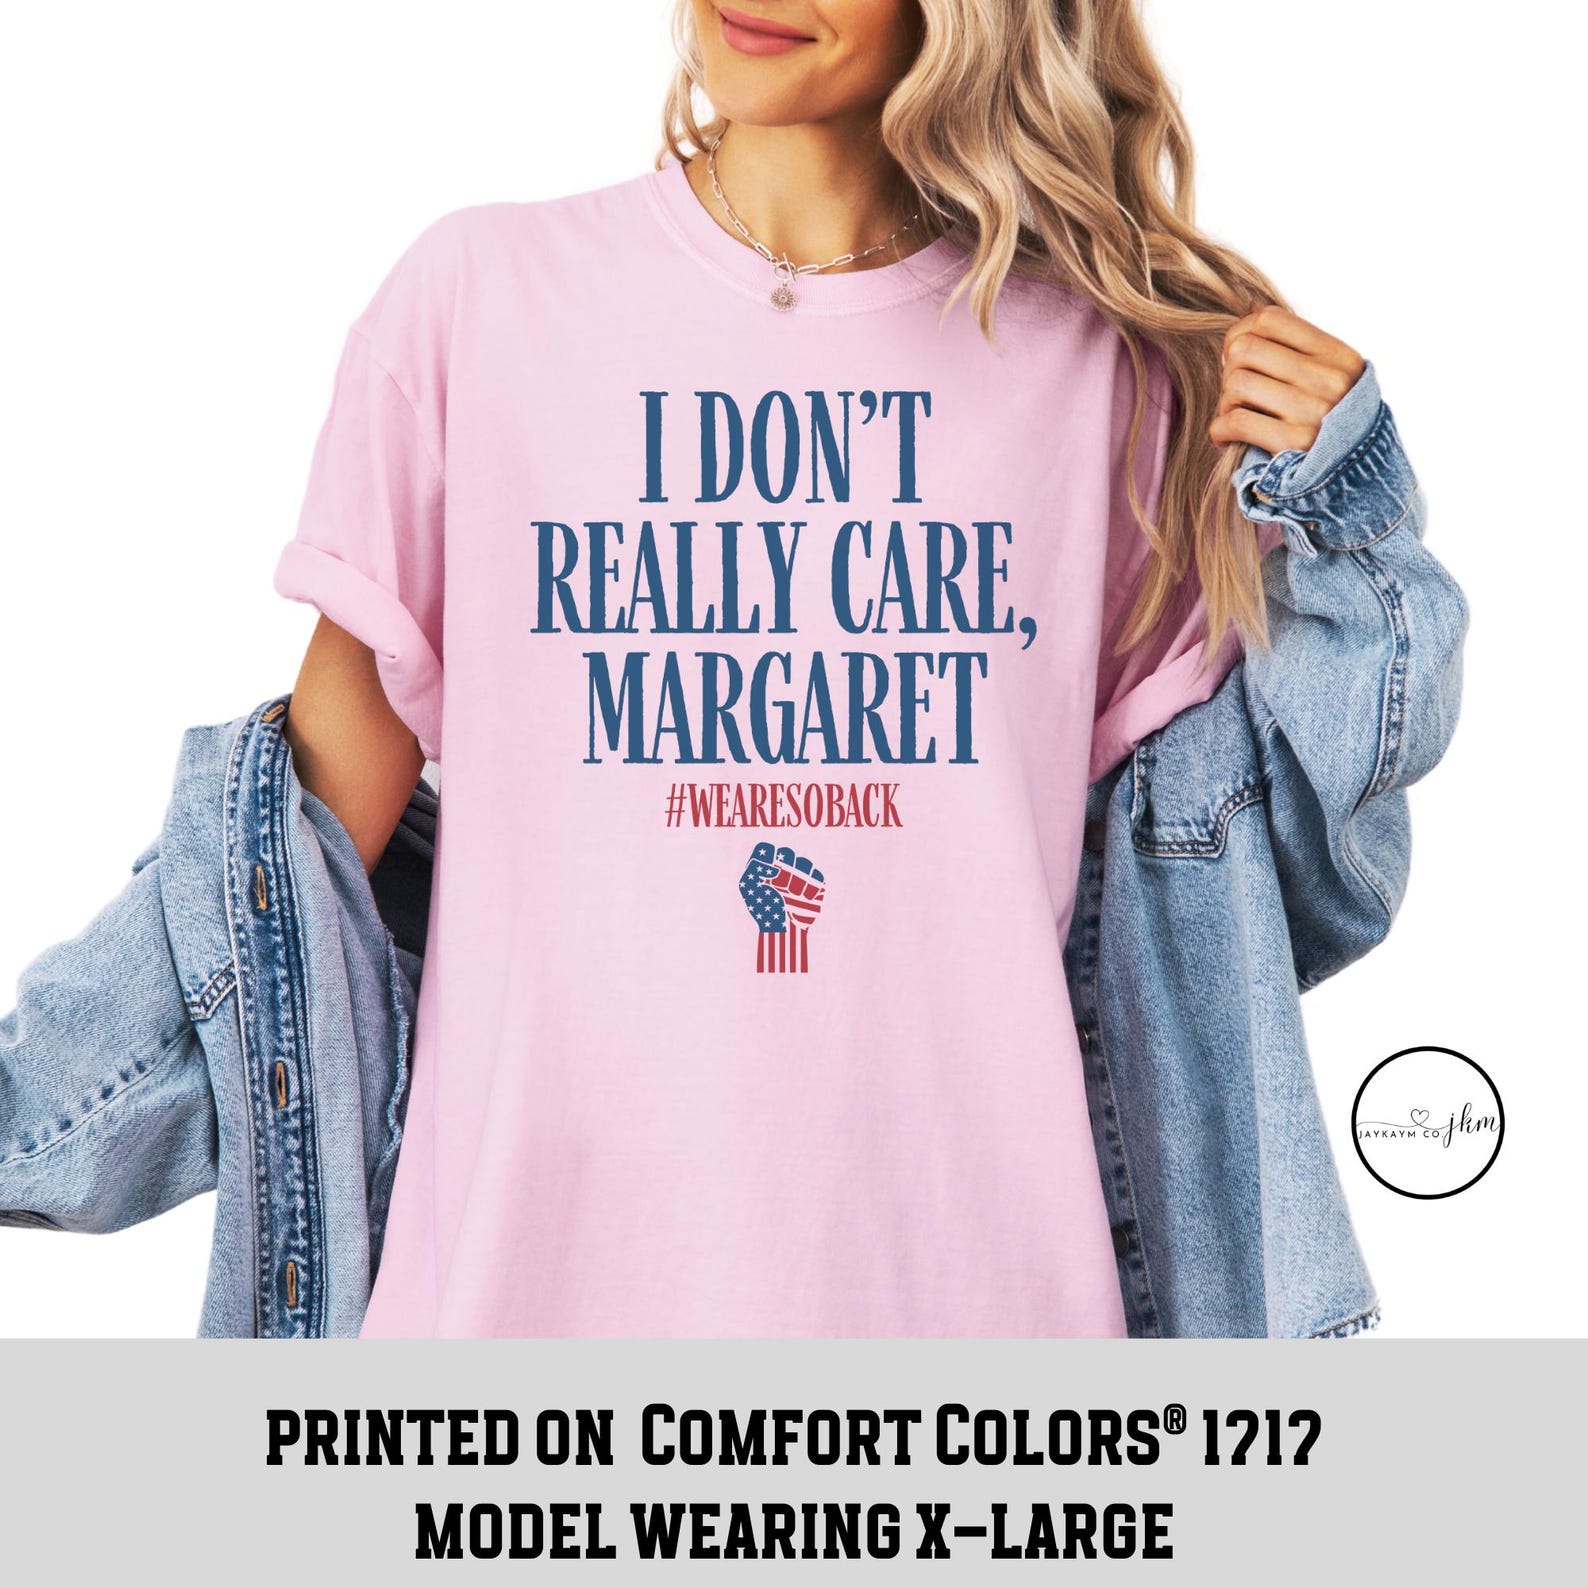 I DON'T
REALLY CARE,
MARGARET
#WEARESOBACK
JAYKAYM CO jkm
PRINTED ON COMFORT COLORS® 1717
MODEL WEARING X-LARGE